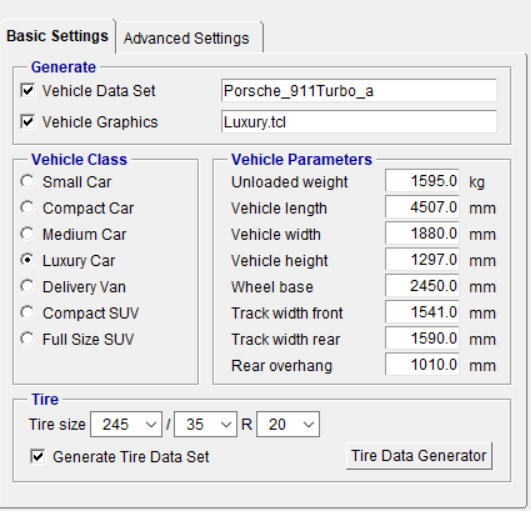 Basic Settings Advanced Settings
Generate
Vehicle Data Set Porsche_911Turbo_a
Vehicle Graphics Luxury.tcl
Vehicle Class
Small Car
Compact Car
Medium Car
Luxury Car
Delivery Van
Compact SUV
Full Size SUV
Vehicle Parameters
Unloaded weight 1595.0 kg
Vehicle length 4507.0 mm
Vehicle width 1880.0 mm
Vehicle height 1297.0 mm
Wheel base 2450.0 mm
Track width front 1541.0 mm
Track width rear 1590.0 mm
Rear overhang 1010.0 mm
Tire
Tire size 245 / 35 R 20
Generate Tire Data Set Tire Data Generator